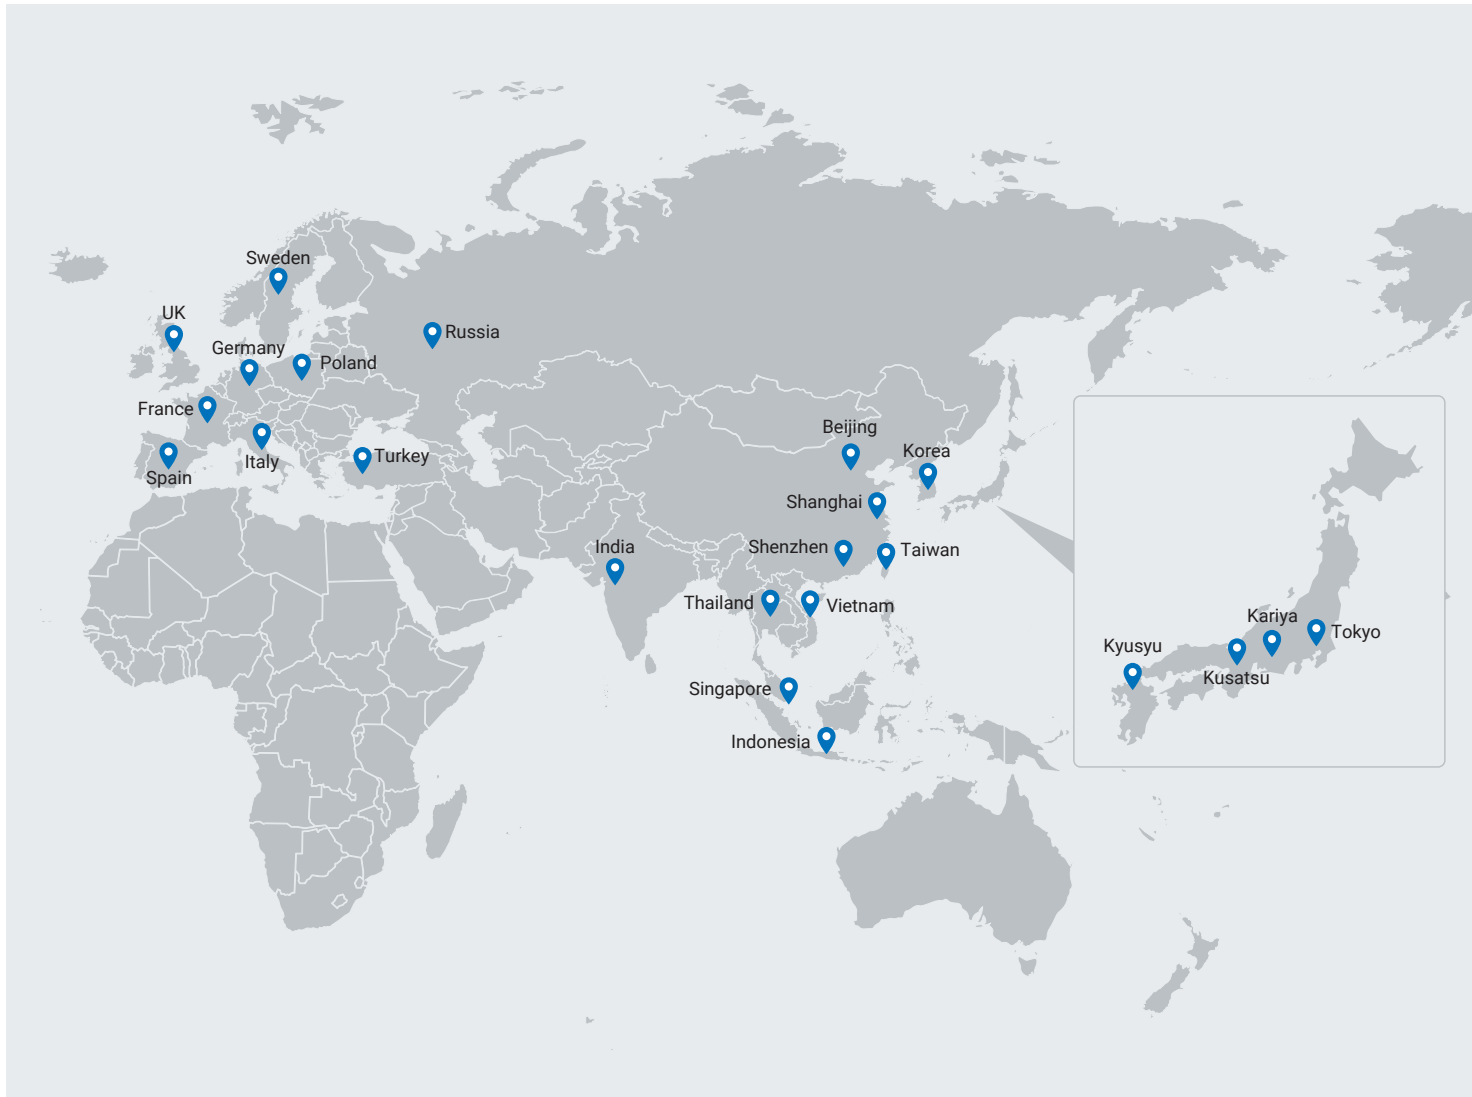 Sweden
UK
Russia
Germany
Poland
France
Beijing
Korea
Italy
Turkey
Spain
Shanghai
India
Shenzhen
Taiwan
Thailand
Vietnam
Kariya
Tokyo
Kyusyu
Kusatsu
Singapore
Indonesia